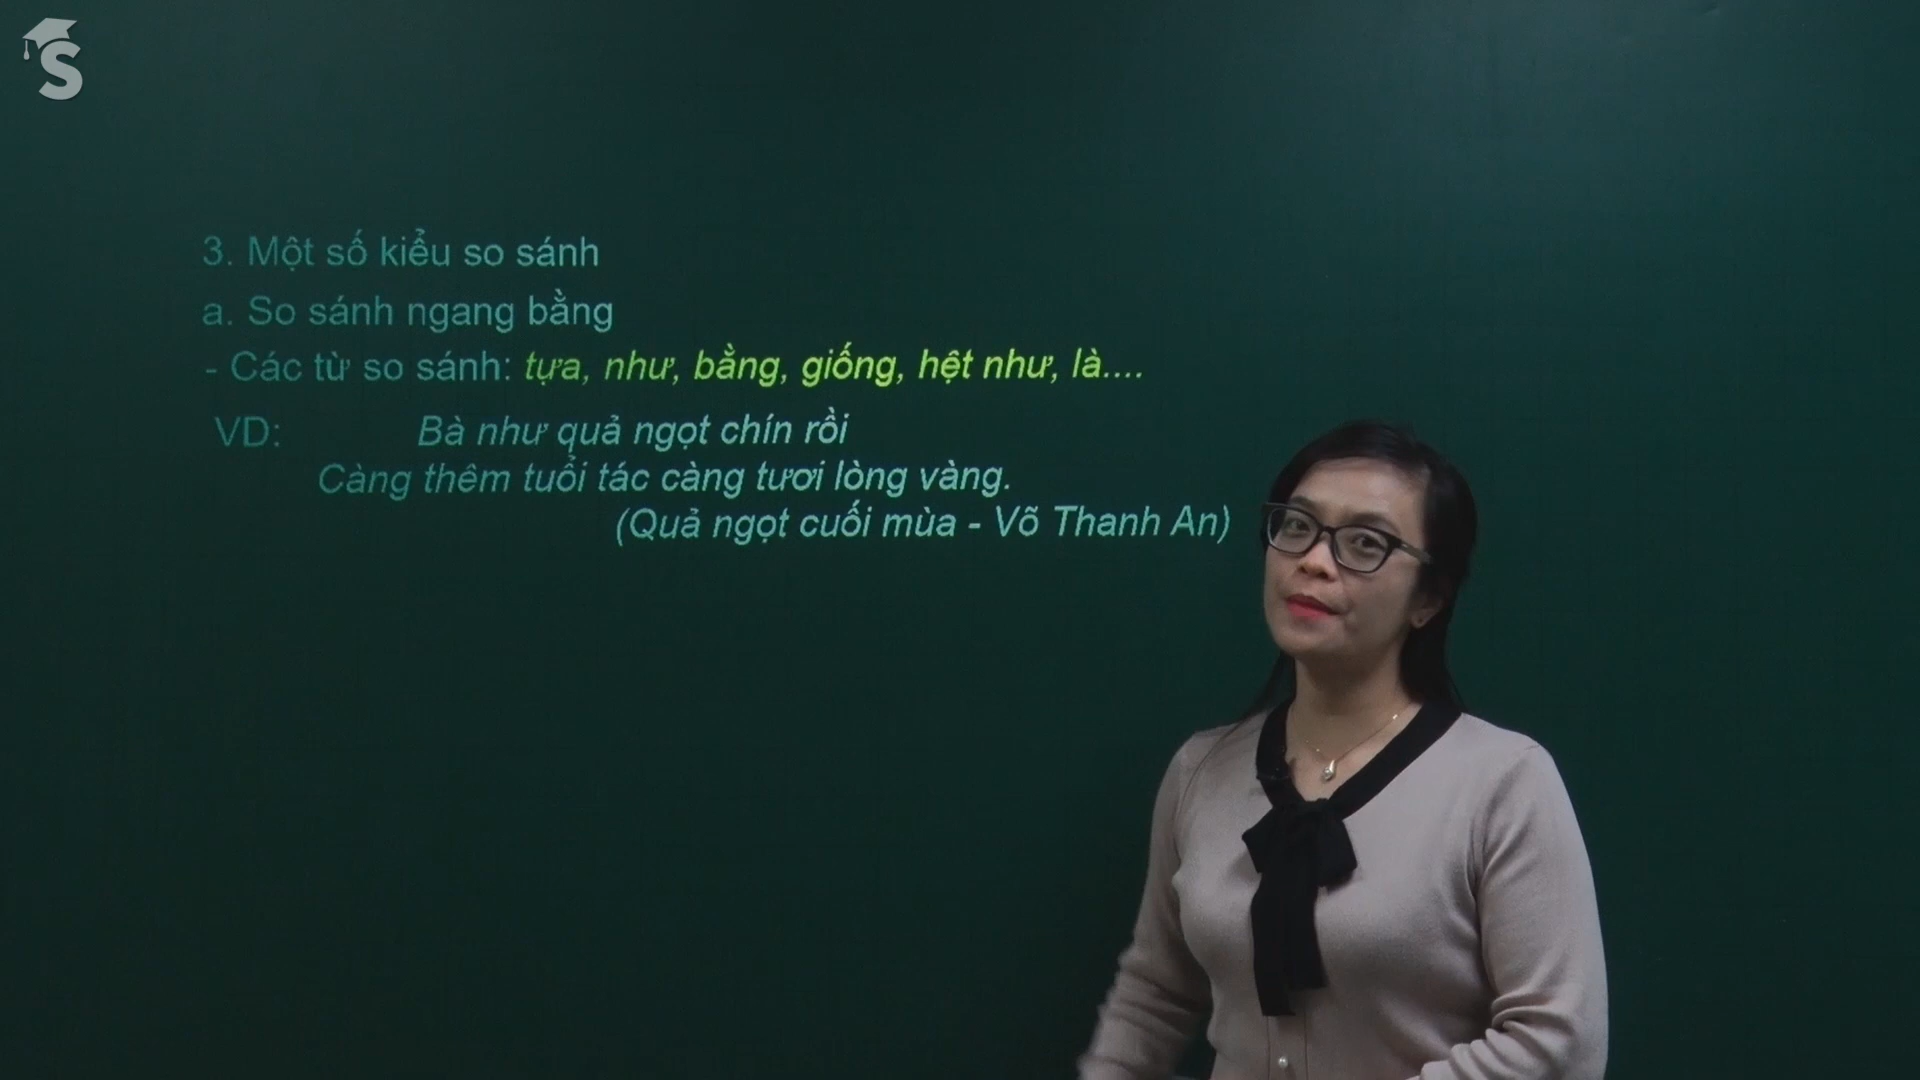 S
3. Một số kiểu so sánh
a. So sánh ngang bằng
- Các từ so sánh: tựa, như, bằng, giống, hệt như, là....
VD: Bà như quả ngọt chín rồi
Càng thêm tuổi tác càng tươi lòng vàng.
(Quả ngọt cuối mùa - Võ Thanh An)